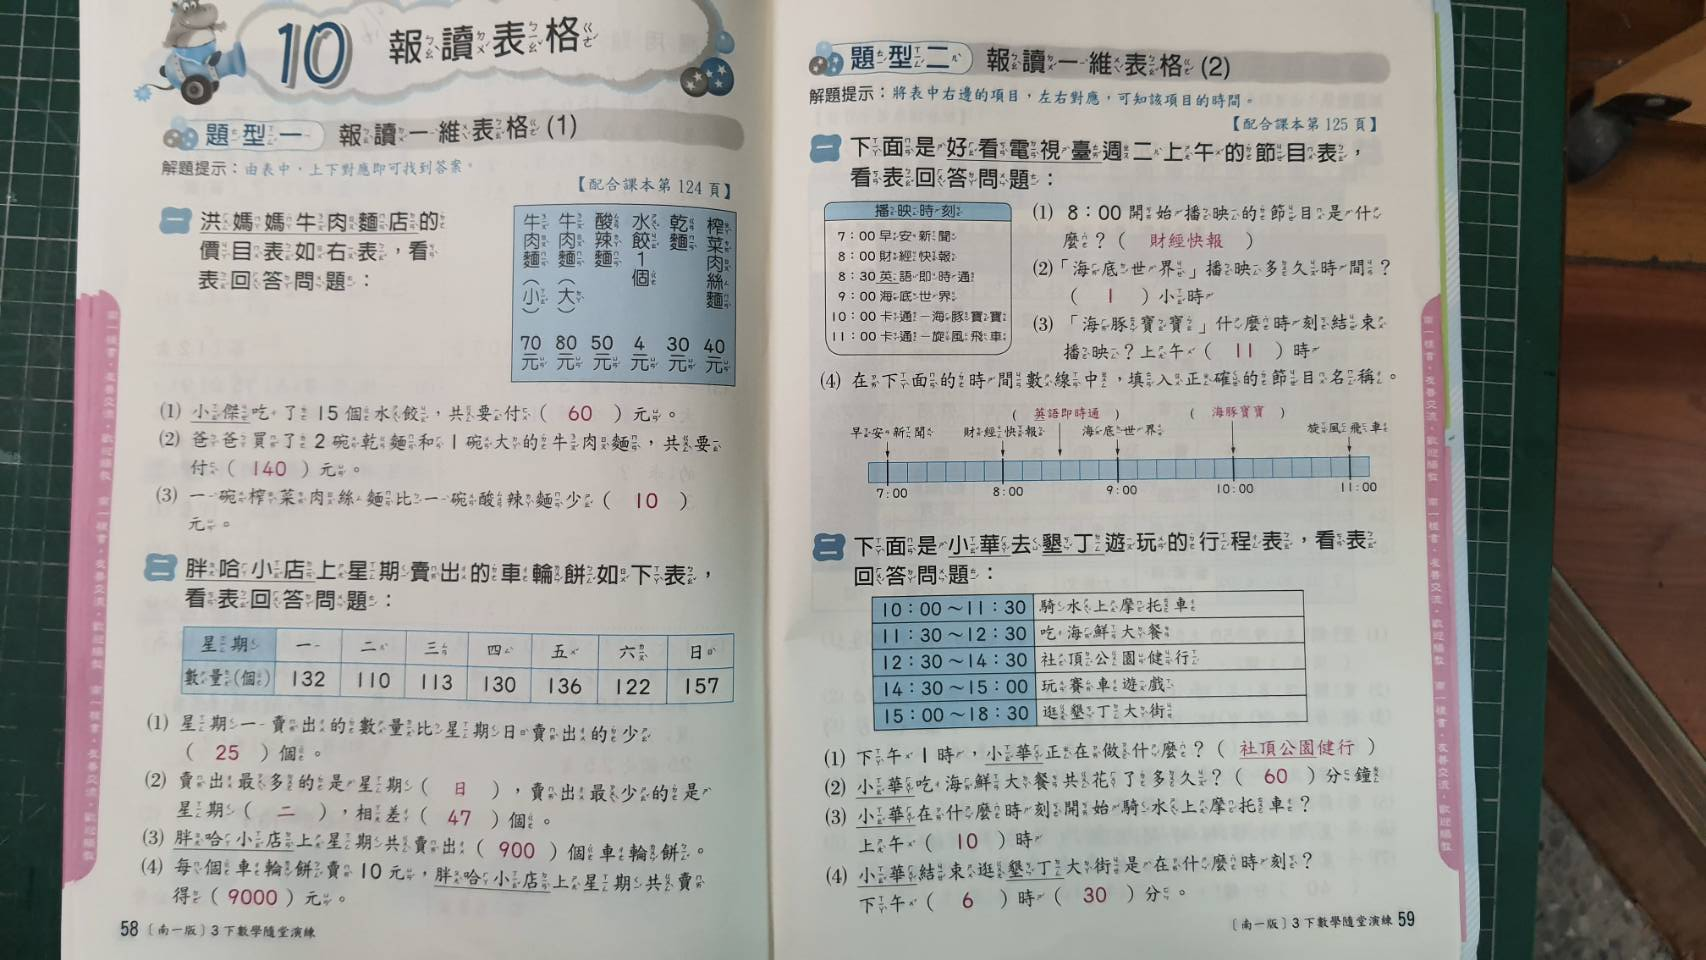 10 報讀表格
題型一 報讀一維表格(1)
解題提示：由表中，上下對應即可找到答案。
【配合課本第124頁】
一 洪媽媽牛肉麵店的
價目表如右表，看
表回答問題：
牛肉麵（小） 牛肉麵（大） 酸辣麵 水餃1個 乾麵 榨菜肉絲麵
70元 80元 50元 4元 30元 40元
(1) 小傑吃了15個水餃，共要付（ 60 ）元。
(2) 爸爸買了2碗乾麵和1碗大的牛肉麵，共要
付（ 140 ）元。
(3) 一碗榨菜肉絲麵比一碗酸辣麵少（ 10 ）
元。
二 胖哈小店上星期賣出的車輪餅如下表，
看表回答問題：
星期 一 二 三 四 五 六 日
數量(個) 132 110 113 130 136 122 157
(1) 星期一賣出的數量比星期日賣出的少
（ 25 ）個。
(2) 賣出最多的是星期（ 日 ），賣出最少的是
星期（ 二 ），相差（ 47 ）個。
(3) 胖哈小店上星期共賣出（ 900 ）個車輪餅。
(4) 每個車輪餅賣10元，胖哈小店上星期共賣
得（ 9000 ）元。
58〔南一版〕3下數學隨堂演練
題型二 報讀一維表格(2)
解題提示：將表中右邊的項目，左右對應，可知該項目的時間。
【配合課本第125頁】
一 下面是好看電視臺週二上午的節目表，
看表回答問題：
播映時刻
7：00 早安新聞
8：00 財經快報
8：30 英語即時通
9：00 海底世界
10：00 卡通－海豚寶寶
11：00 卡通－旋風飛車
(1) 8：00開始播映的節目是什
麼？（ 財經快報 ）
(2)「海底世界」播映多久時間？
（ 1 ）小時
(3)「海豚寶寶」什麼時刻結束
播映？上午（ 11 ）時
(4) 在下面的時間數線中，填入正確的節目名稱。
（ 英語即時通 ） （ 海豚寶寶 ）
早安新聞 財經快報 海底世界 旋風飛車
7:00 8:00 9:00 10:00 11:00
二 下面是小華去墾丁遊玩的行程表，看表
回答問題：
10：00～11：30 騎水上摩托車
11：30～12：30 吃海鮮大餐
12：30～14：30 社頂公園健行
14：30～15：00 玩賽車遊戲
15：00～18：30 逛墾丁大街
(1) 下午1時，小華正在做什麼？（ 社頂公園健行 ）
(2) 小華吃海鮮大餐共花了多久？（ 60 ）分鐘
(3) 小華在什麼時刻開始騎水上摩托車？
上午（ 10 ）時
(4) 小華結束逛墾丁大街是在什麼時刻？
下午（ 6 ）時（ 30 ）分。
〔南一版〕3下數學隨堂演練 59